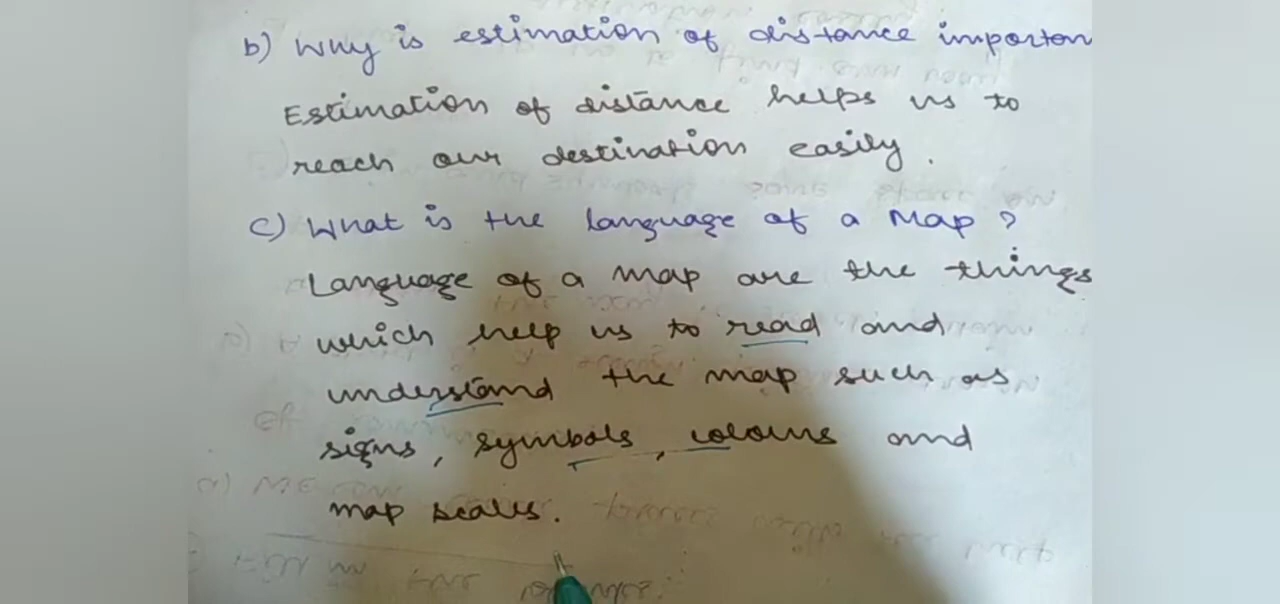 b) Why is estimation of distance importan
Estimation of distance helps us to
reach our destination easily.
c) What is the language of a Map?
Language of a map are the things
which help us to read and
understand the map such as
signs, symbols, colours and
map scales.